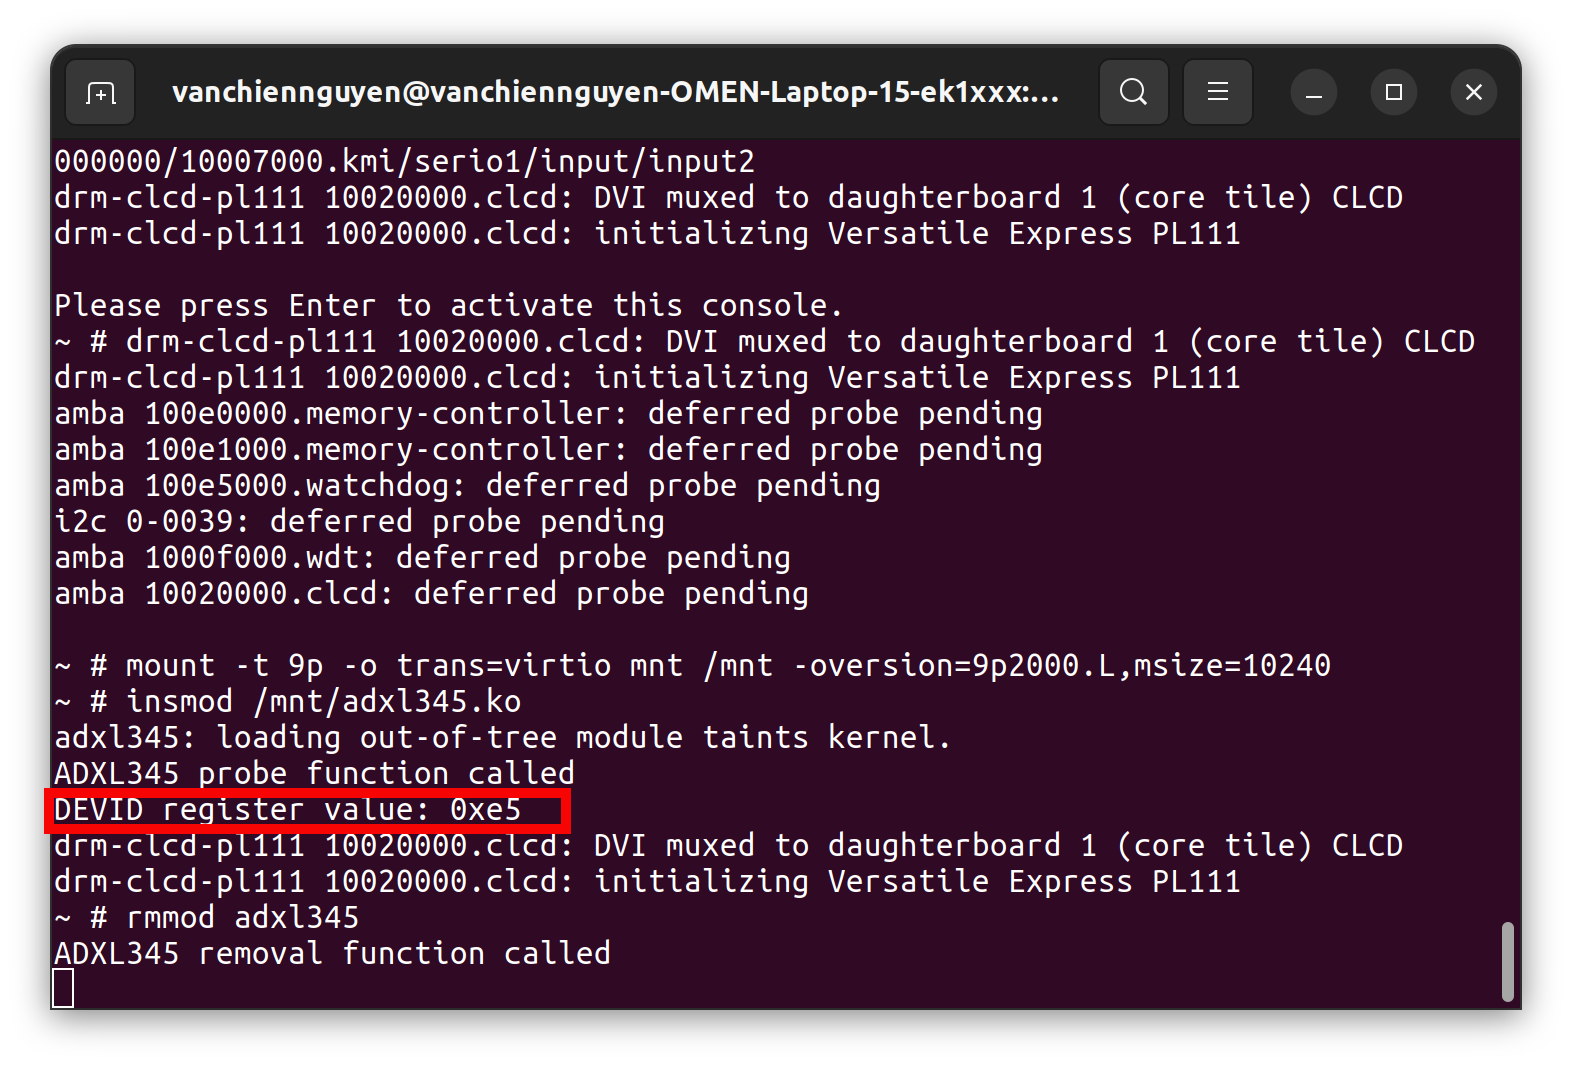 vanchiennguyen@vanchiennguyen-OMEN-Laptop-15-ek1xxx:...
000000/10007000.kmi/serio1/input/input2
drm-clcd-pl111 10020000.clcd: DVI muxed to daughterboard 1 (core tile) CLCD
drm-clcd-pl111 10020000.clcd: initializing Versatile Express PL111
Please press Enter to activate this console.
~ # drm-clcd-pl111 10020000.clcd: DVI muxed to daughterboard 1 (core tile) CLCD
drm-clcd-pl111 10020000.clcd: initializing Versatile Express PL111
amba 100e0000.memory-controller: deferred probe pending
amba 100e1000.memory-controller: deferred probe pending
amba 100e5000.watchdog: deferred probe pending
i2c 0-0039: deferred probe pending
amba 1000f000.wdt: deferred probe pending
amba 10020000.clcd: deferred probe pending
~ # mount -t 9p -o trans=virtio mnt /mnt -oversion=9p2000.L,msize=10240
~ # insmod /mnt/adxl345.ko
adxl345: loading out-of-tree module taints kernel.
ADXL345 probe function called
DEVID register value: 0xe5
drm-clcd-pl111 10020000.clcd: DVI muxed to daughterboard 1 (core tile) CLCD
drm-clcd-pl111 10020000.clcd: initializing Versatile Express PL111
~ # rmmod adxl345
ADXL345 removal function called